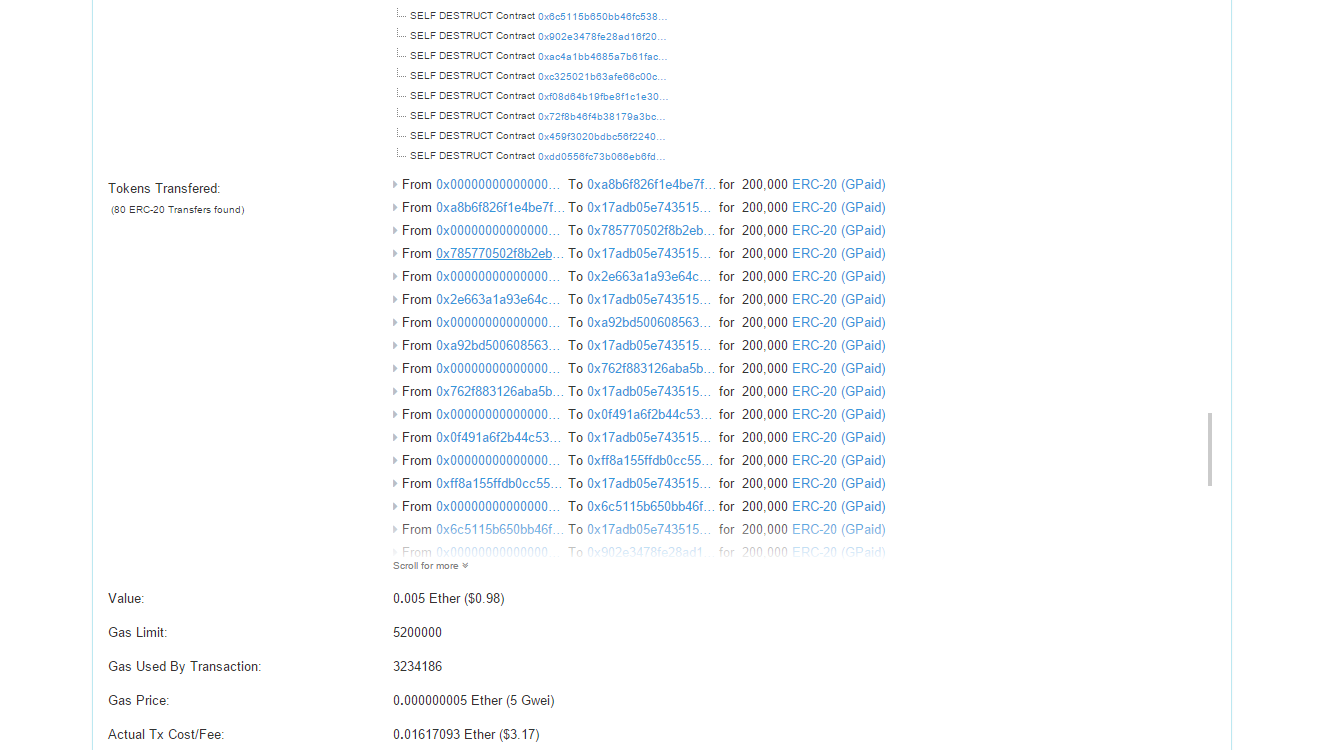 SELF DESTRUCT Contract 0x6c5115b650bb46fc538...
SELF DESTRUCT Contract 0x902e3478fe28ad16f20...
SELF DESTRUCT Contract 0xac4a1bb4685a7b61fac...
SELF DESTRUCT Contract 0xc325021b63afe66c00c...
SELF DESTRUCT Contract 0xf08d64b19fbe8f1c1e30...
SELF DESTRUCT Contract 0x72f8b46f4b38179a3bc...
SELF DESTRUCT Contract 0x459f3020bdbc56f2240...
SELF DESTRUCT Contract 0xdd0556fc73b066eb6fd...
Tokens Transfered:
(80 ERC-20 Transfers found)
From 0x00000000000000... To 0xa8b6f826f1e4be7f... for 200,000 ERC-20 (GPaid)
From 0xa8b6f826f1e4be7f... To 0x17adb05e743515... for 200,000 ERC-20 (GPaid)
From 0x00000000000000... To 0x785770502f8b2eb... for 200,000 ERC-20 (GPaid)
From 0x785770502f8b2eb... To 0x17adb05e743515... for 200,000 ERC-20 (GPaid)
From 0x00000000000000... To 0x2e663a1a93e64c... for 200,000 ERC-20 (GPaid)
From 0x2e663a1a93e64c... To 0x17adb05e743515... for 200,000 ERC-20 (GPaid)
From 0x00000000000000... To 0xa92bd500608563... for 200,000 ERC-20 (GPaid)
From 0xa92bd500608563... To 0x17adb05e743515... for 200,000 ERC-20 (GPaid)
From 0x00000000000000... To 0x762f883126aba5b... for 200,000 ERC-20 (GPaid)
From 0x762f883126aba5b... To 0x17adb05e743515... for 200,000 ERC-20 (GPaid)
From 0x00000000000000... To 0x0f491a6f2b44c53... for 200,000 ERC-20 (GPaid)
From 0x0f491a6f2b44c53... To 0x17adb05e743515... for 200,000 ERC-20 (GPaid)
From 0x00000000000000... To 0xff8a155ffdb0cc55... for 200,000 ERC-20 (GPaid)
From 0xff8a155ffdb0cc55... To 0x17adb05e743515... for 200,000 ERC-20 (GPaid)
From 0x00000000000000... To 0x6c5115b650bb46f... for 200,000 ERC-20 (GPaid)
From 0x6c5115b650bb46f... To 0x17adb05e743515... for 200,000 ERC-20 (GPaid)
From 0x00000000000000... To 0x902e3478fe28ad1... for 200,000 ERC-20 (GPaid)
Scroll for more
Value:
0.005 Ether ($0.98)
Gas Limit:
5200000
Gas Used By Transaction:
3234186
Gas Price:
0.000000005 Ether (5 Gwei)
Actual Tx Cost/Fee:
0.01617093 Ether ($3.17)